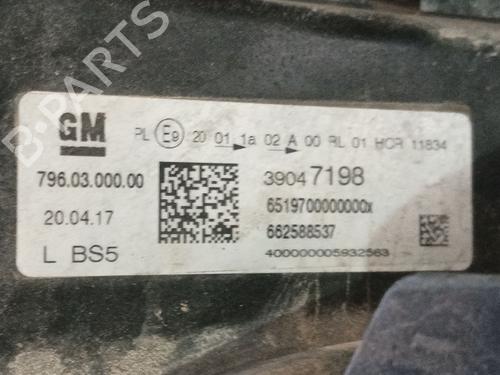 GM
PL E9 20 01 1a 02 A 00 RL 01 HCR 11834
796.03.000.00
39047198
6519700000000x
20.04.17
662588537
L BS5
400000005932563
B-PARTS